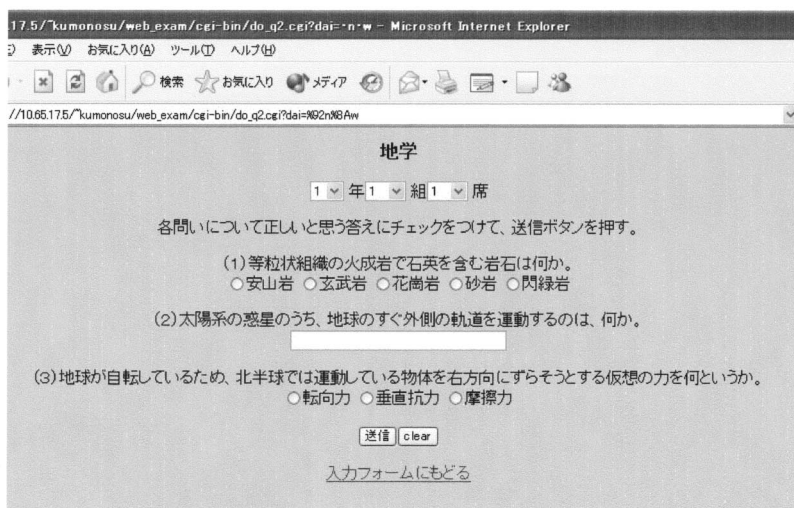 17.5/~kumonosu/web_exam/cgi-bin/do_q2.cgi?dai=･n･w - Microsoft Internet Explorer
表示(V) お気に入り(A) ツール(T) ヘルプ(H)
検索 お気に入り メディア
//10.65.17.5/~kumonosu/web_exam/cgi-bin/do_q2.cgi?dai=%92n%8Aw
地学
1 年 1 組 1 席
各問いについて正しいと思う答えにチェックをつけて、送信ボタンを押す。
(1)等粒状組織の火成岩で石英を含む岩石は何か。
安山岩 玄武岩 花崗岩 砂岩 閃緑岩
(2)太陽系の惑星のうち、地球のすぐ外側の軌道を運動するのは、何か。
(3)地球が自転しているため、北半球では運動している物体を右方向にずらそうとする仮想の力を何というか。
転向力 垂直抗力 摩擦力
送信 clear
入力フォームにもどる